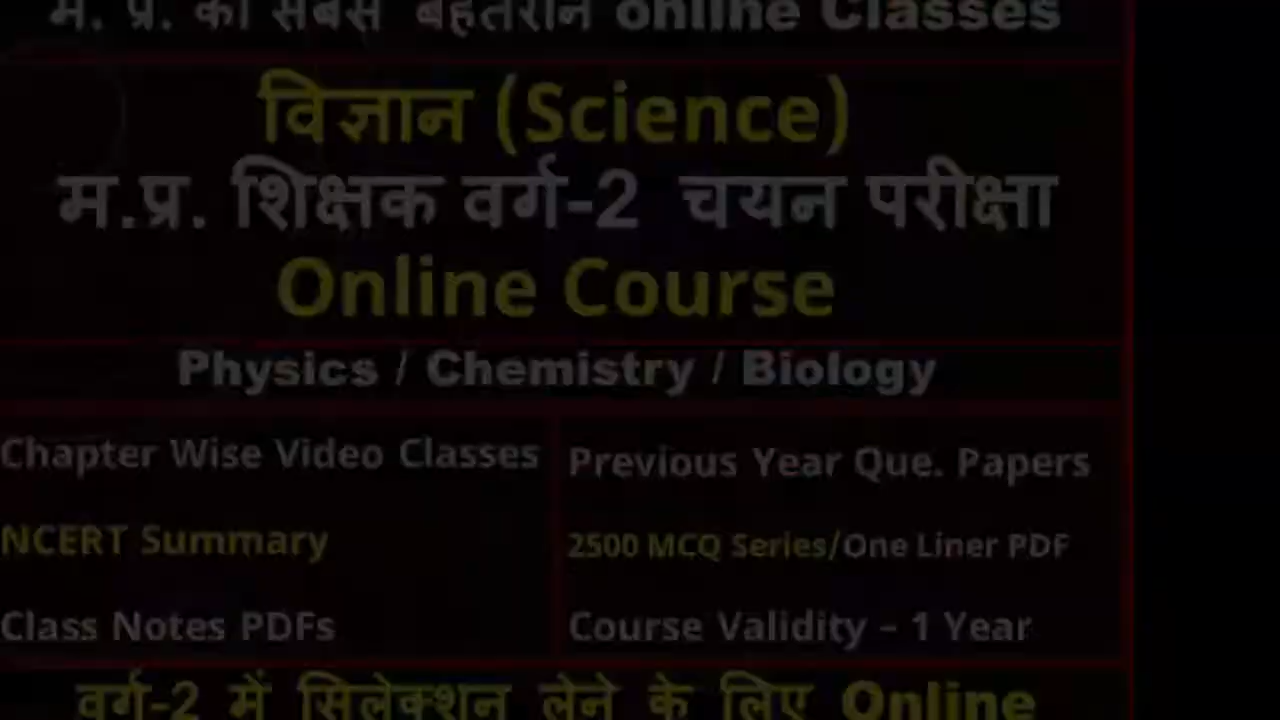 म. प्र. की सबसे बेहतरीन online Classes
विज्ञान (Science)
म.प्र. शिक्षक वर्ग-2 चयन परीक्षा
Online Course
Physics / Chemistry / Biology
Chapter Wise Video Classes
NCERT Summary
Class Notes PDFs
Previous Year Que. Papers
2500 MCQ Series/One Liner PDF
Course Validity – 1 Year
वर्ग-2 में सिलेक्शन लेने के लिए Online